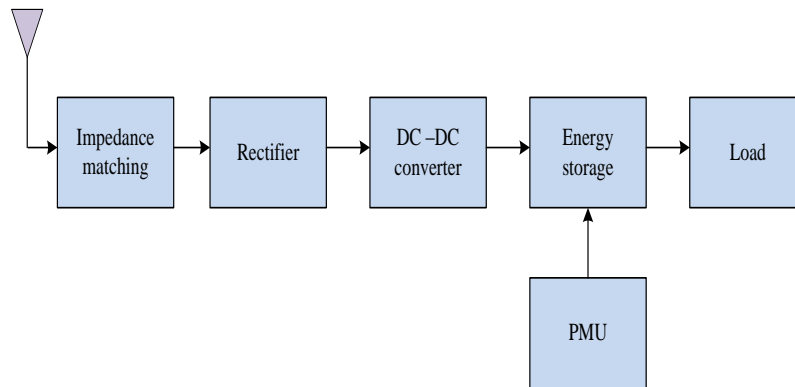 Impedance
matching
Rectifier
DC –DC
converter
Energy
storage
Load
PMU